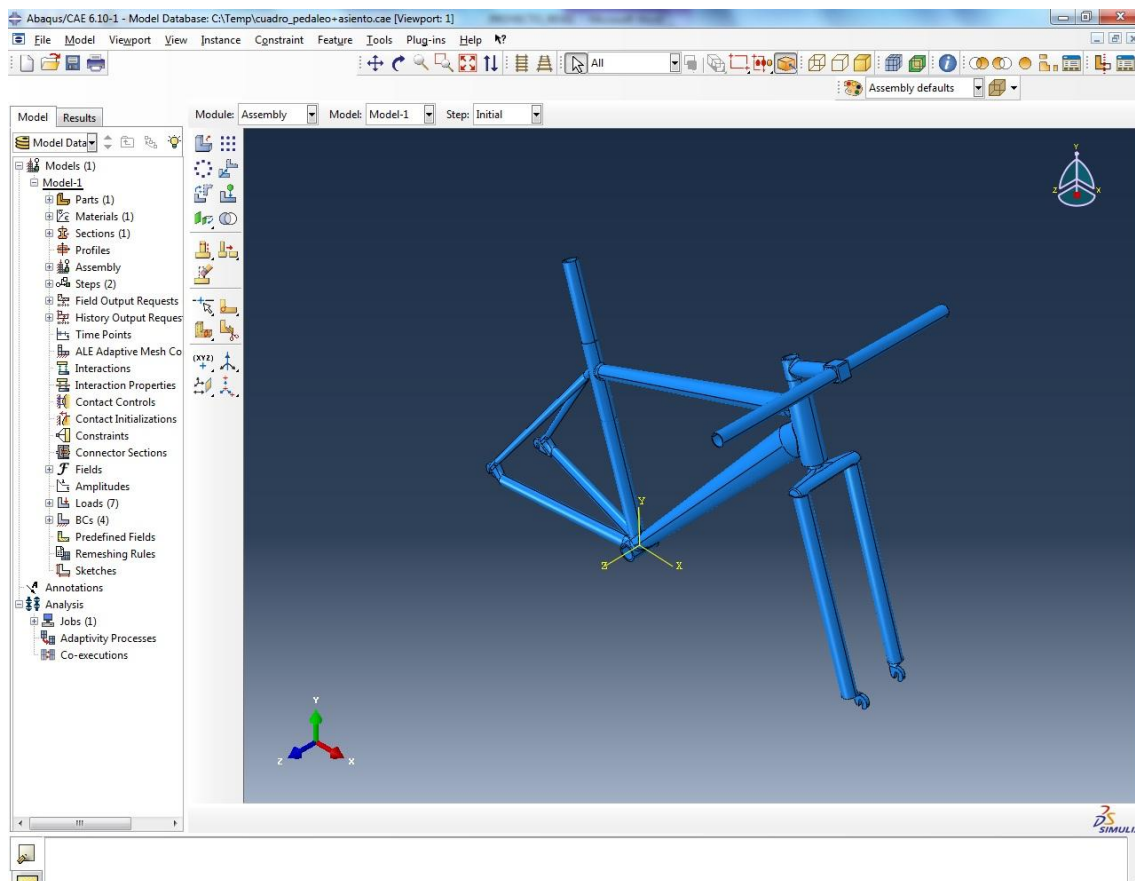 Abaqus/CAE 6.10-1 - Model Database: C:\Temp\cuadro_pedaleo+asiento.cae [Viewport: 1]
File Model Viewport View Instance Constraint Feature Tools Plug-ins Help
All
Assembly defaults
Model Results
Module: Assembly Model: Model-1 Step: Initial
Model Data
Models (1)
Model-1
Parts (1)
Materials (1)
Sections (1)
Profiles
Assembly
Steps (2)
Field Output Requests
History Output Reques
Time Points
ALE Adaptive Mesh Co
Interactions
Interaction Properties
Contact Controls
Contact Initializations
Constraints
Connector Sections
Fields
Amplitudes
Loads (7)
BCs (4)
Predefined Fields
Remeshing Rules
Sketches
Annotations
Analysis
Jobs (1)
Adaptivity Processes
Co-executions
(XYZ)
Y
Z X
Y
Z X
Y
Z X
SIMULI